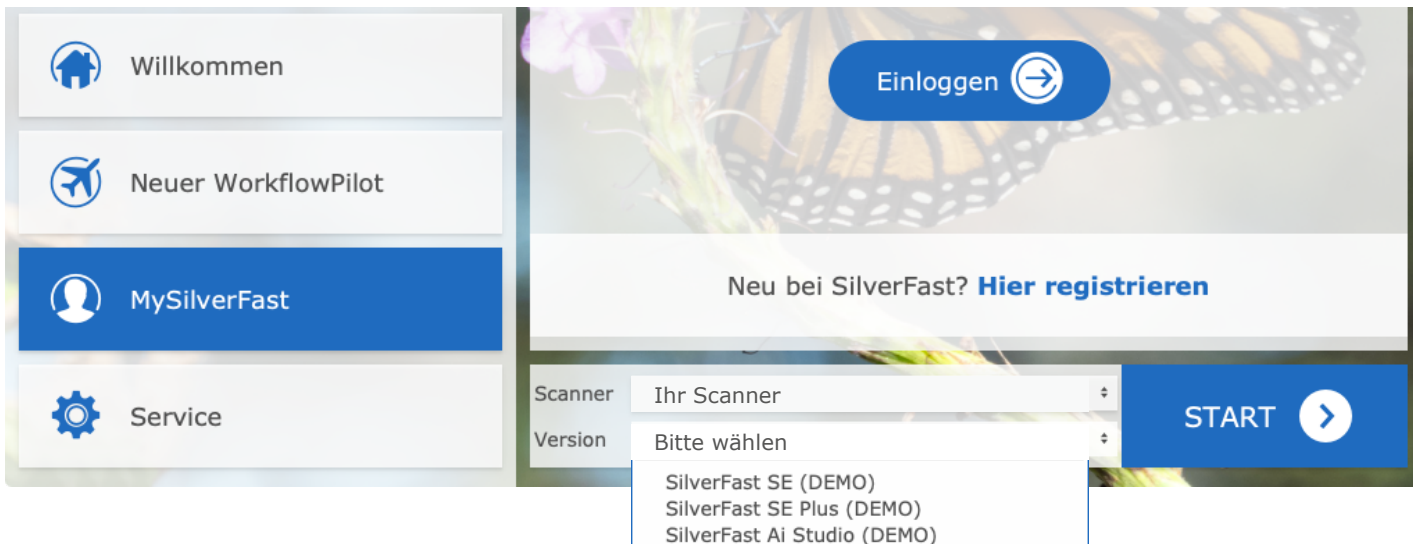 Willkommen
Neuer WorkflowPilot
MySilverFast
Service
Einloggen
Neu bei SilverFast? Hier registrieren
Scanner Ihr Scanner
Version Bitte wählen
START
SilverFast SE (DEMO)
SilverFast SE Plus (DEMO)
SilverFast Ai Studio (DEMO)